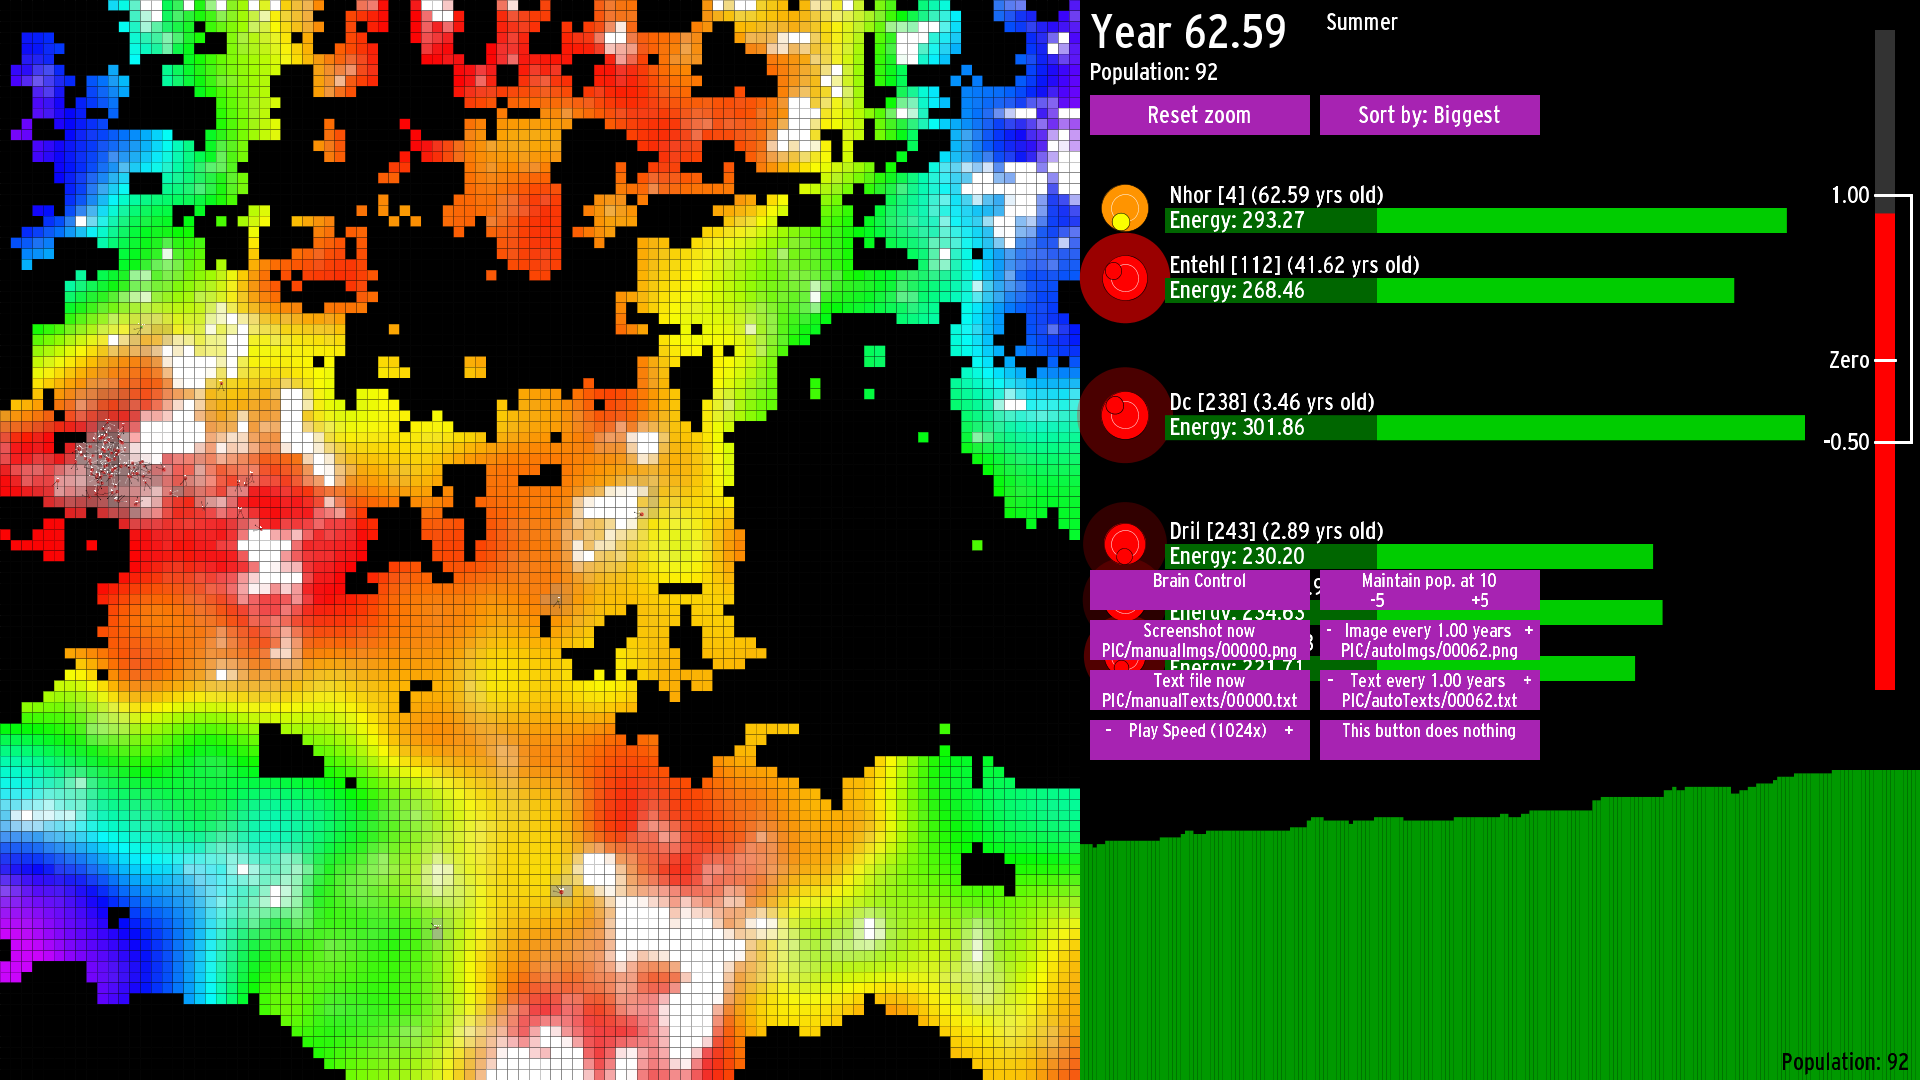 Year 62.59
Summer
Population: 92
Reset zoom
Sort by: Biggest
Nhor [4] (62.59 yrs old)
Energy: 293.27
Entehl [112] (41.62 yrs old)
Energy: 268.46
Dc [238] (3.46 yrs old)
Energy: 301.86
Dril [243] (2.89 yrs old)
Energy: 230.20
Brain Control
Maintain pop. at 10
-5 +5
Energy: 234.63
Screenshot now
PIC/manualImgs/00000.png
- Image every 1.00 years +
PIC/autoImgs/00062.png
Energy: 221.71
Text file now
PIC/manualTexts/00000.txt
- Text every 1.00 years +
PIC/autoTexts/00062.txt
- Play Speed (1024x) +
This button does nothing
1.00
Zero
-0.50
Population: 92